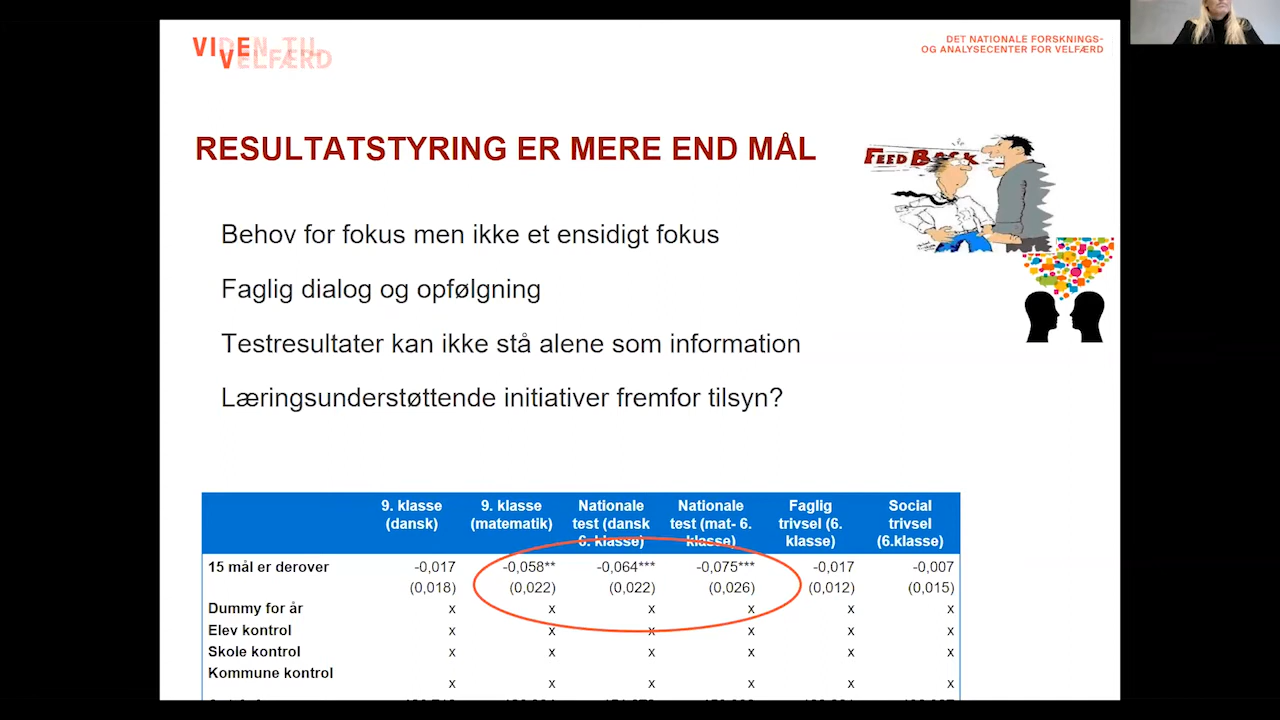 VIDEN TIL
VELFÆRD
DET NATIONALE FORSKNINGS-
OG ANALYSECENTER FOR VELFÆRD
RESULTATSTYRING ER MERE END MÅL
FEEDBACK
Behov for fokus men ikke et ensidigt fokus
Faglig dialog og opfølgning
Testresultater kan ikke stå alene som information
Læringsunderstøttende initiativer fremfor tilsyn?
9. klasse (dansk) 9. klasse (matematik) Nationale test (dansk 6. klasse) Nationale test (mat- 6. klasse) Faglig trivsel (6. klasse) Social trivsel (6.klasse)
15 mål er derover -0,017 -0,058** -0,064*** -0,075*** -0,017 -0,007
(0,018) (0,022) (0,022) (0,026) (0,012) (0,015)
Dummy for år x x x x x x
Elev kontrol x x x x x x
Skole kontrol x x x x x x
Kommune kontrol x x x x x x